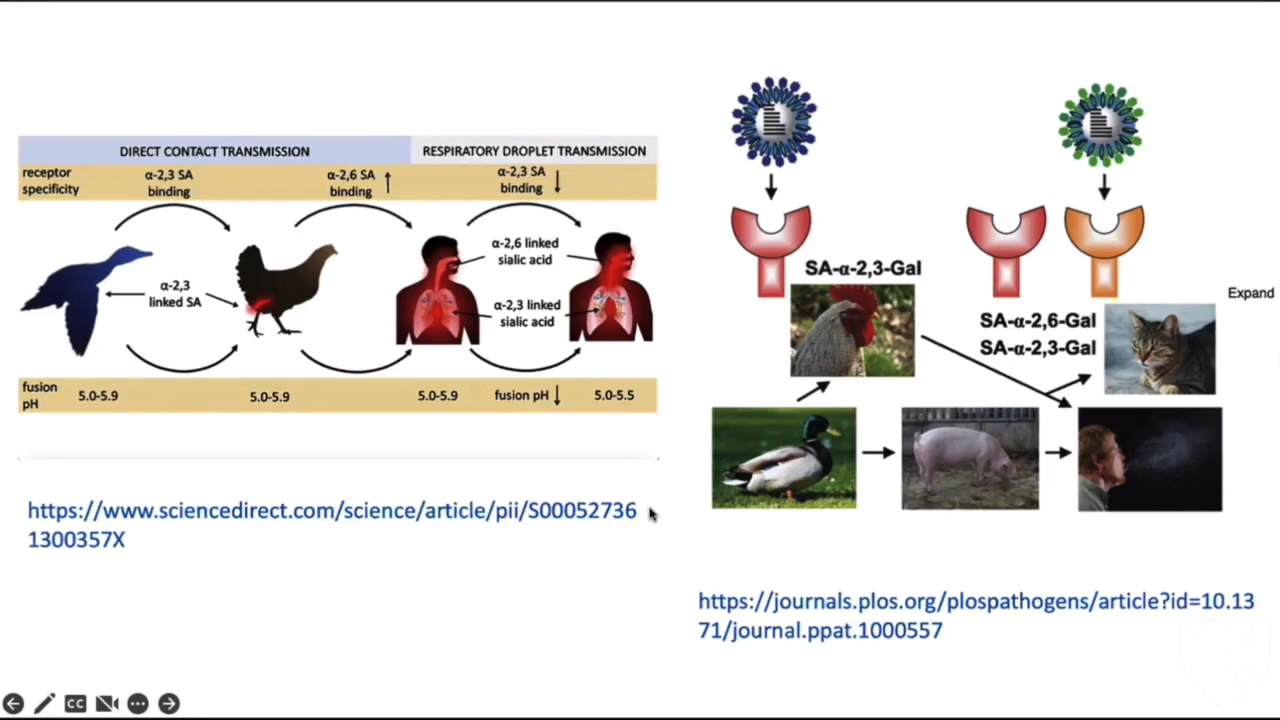 DIRECT CONTACT TRANSMISSION
RESPIRATORY DROPLET TRANSMISSION
receptor
specificity
α-2,3 SA
binding
α-2,6 SA
binding
α-2,3 SA
binding
α-2,3
linked SA
α-2,6 linked
sialic acid
α-2,3 linked
sialic acid
fusion
pH
5.0-5.9
5.0-5.9
5.0-5.9
fusion pH
5.0-5.5
https://www.sciencedirect.com/science/article/pii/S00052736
1300357X
SA-α-2,3-Gal
SA-α-2,6-Gal
SA-α-2,3-Gal
Expand
https://journals.plos.org/plospathogens/article?id=10.13
71/journal.ppat.1000557
CC